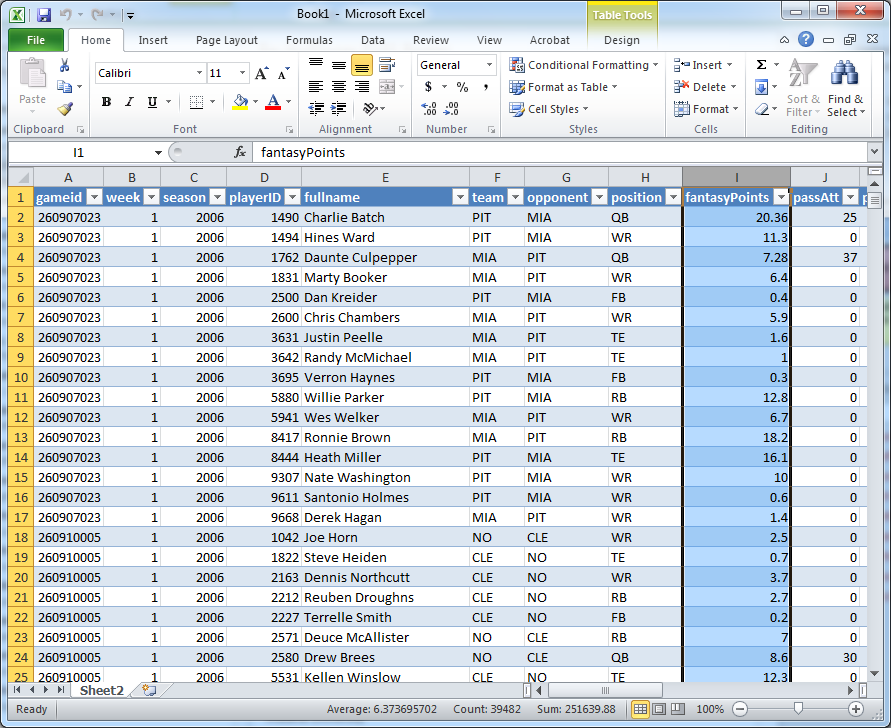 Book1 - Microsoft Excel
Table Tools
File Home Insert Page Layout Formulas Data Review View Acrobat Design
Paste
Calibri 11
B I U
A A
A
General
$ % ,
Conditional Formatting
Format as Table
Cell Styles
Insert
Delete
Format
Σ
Sort & Filter
Find & Select
Clipboard Font Alignment Number Styles Cells Editing
I1 fx fantasyPoints
A B C D E F G H I J
1 gameid week season playerID fullname team opponent position fantasyPoints passAtt
2 260907023 1 2006 1490 Charlie Batch PIT MIA QB 20.36 25
3 260907023 1 2006 1494 Hines Ward PIT MIA WR 11.3 0
4 260907023 1 2006 1762 Daunte Culpepper MIA PIT QB 7.28 37
5 260907023 1 2006 1831 Marty Booker MIA PIT WR 6.4 0
6 260907023 1 2006 2500 Dan Kreider PIT MIA FB 0.4 0
7 260907023 1 2006 2600 Chris Chambers MIA PIT WR 5.9 0
8 260907023 1 2006 3631 Justin Peelle MIA PIT TE 1.6 0
9 260907023 1 2006 3642 Randy McMichael MIA PIT TE 1 0
10 260907023 1 2006 3695 Verron Haynes PIT MIA FB 0.3 0
11 260907023 1 2006 5880 Willie Parker PIT MIA RB 12.8 0
12 260907023 1 2006 5941 Wes Welker MIA PIT WR 6.7 0
13 260907023 1 2006 8417 Ronnie Brown MIA PIT RB 18.2 0
14 260907023 1 2006 8444 Heath Miller PIT MIA TE 16.1 0
15 260907023 1 2006 9307 Nate Washington PIT MIA WR 10 0
16 260907023 1 2006 9611 Santonio Holmes PIT MIA WR 0.6 0
17 260907023 1 2006 9668 Derek Hagan MIA PIT WR 1.4 0
18 260910005 1 2006 1042 Joe Horn NO CLE WR 2.5 0
19 260910005 1 2006 1822 Steve Heiden CLE NO TE 0.7 0
20 260910005 1 2006 2163 Dennis Northcutt CLE NO WR 3.7 0
21 260910005 1 2006 2212 Reuben Droughns CLE NO RB 2.7 0
22 260910005 1 2006 2227 Terrelle Smith CLE NO FB 0.2 0
23 260910005 1 2006 2571 Deuce McAllister NO CLE RB 7 0
24 260910005 1 2006 2580 Drew Brees NO CLE QB 8.6 30
25 260910005 1 2006 5531 Kellen Winslow CLE NO TE 12.3 0
Sheet2
Ready Average: 6.373695702 Count: 39482 Sum: 251639.88 100%